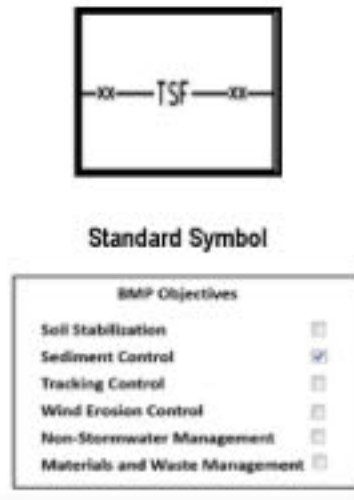 xx TSF xx
Standard Symbol
BMP Objectives
Soil Stabilization
Sediment Control
Tracking Control
Wind Erosion Control
Non-Stormwater Management
Materials and Waste Management